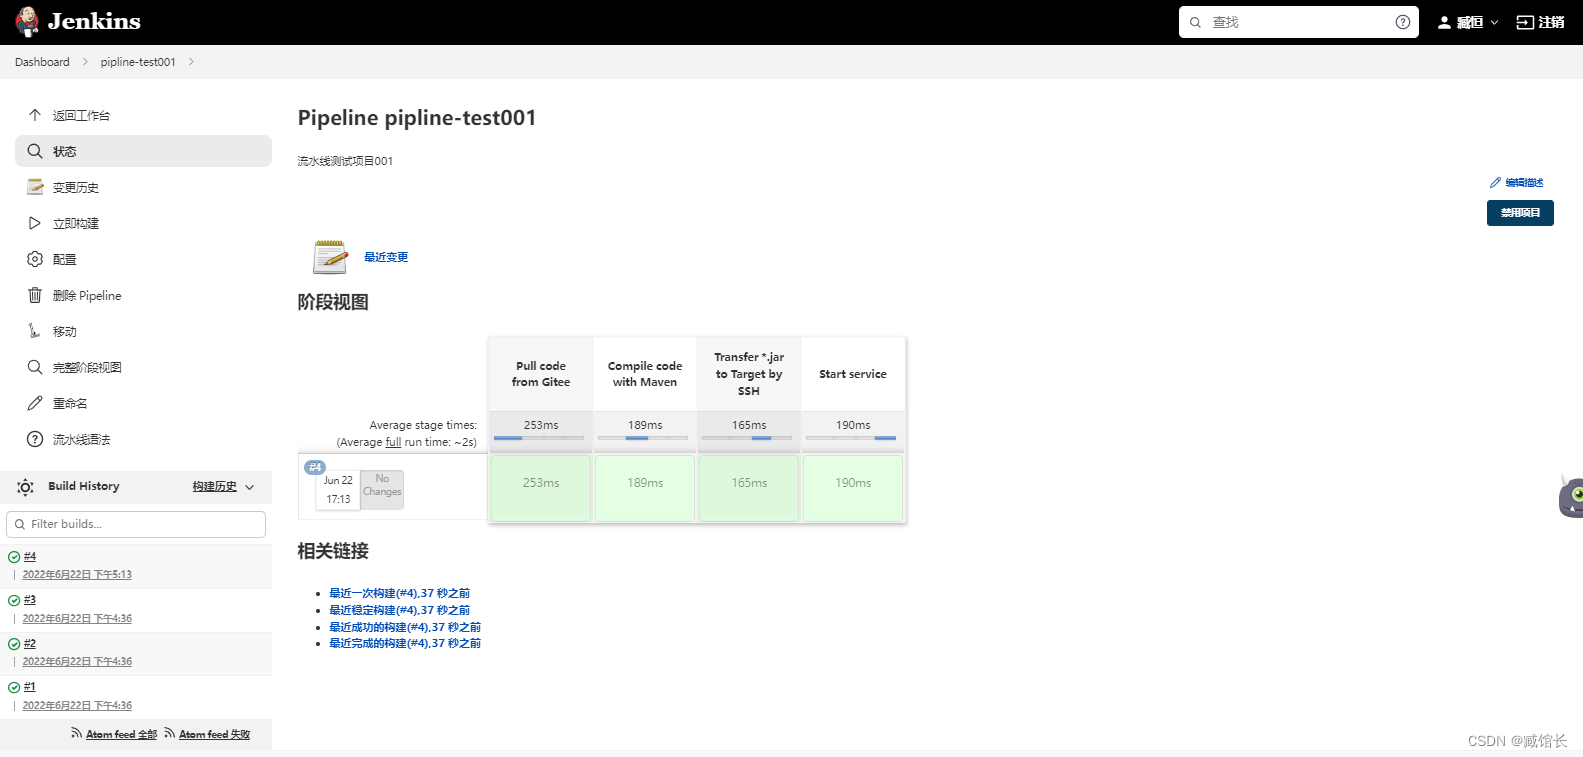 Jenkins
查找
臧恒
注销
Dashboard
pipline-test001
返回工作台
状态
变更历史
立即构建
配置
删除 Pipeline
移动
完整阶段视图
重命名
流水线语法
Build History
构建历史
Filter builds...
#4
2022年6月22日 下午5:13
#3
2022年6月22日 下午4:36
#2
2022年6月22日 下午4:36
#1
2022年6月22日 下午4:36
Atom feed 全部
Atom feed 失败
Pipeline pipline-test001
流水线测试项目001
编辑描述
禁用项目
最近变更
阶段视图
Pull code
from Gitee
Compile code
with Maven
Transfer *.jar
to Target by
SSH
Start service
Average stage times:
(Average full run time: ~2s)
253ms
189ms
165ms
190ms
#4
Jun 22
17:13
No
Changes
253ms
189ms
165ms
190ms
相关链接
最近一次构建(#4),37 秒之前
最近稳定构建(#4),37 秒之前
最近成功的构建(#4),37 秒之前
最近完成的构建(#4),37 秒之前
CSDN @臧馆长